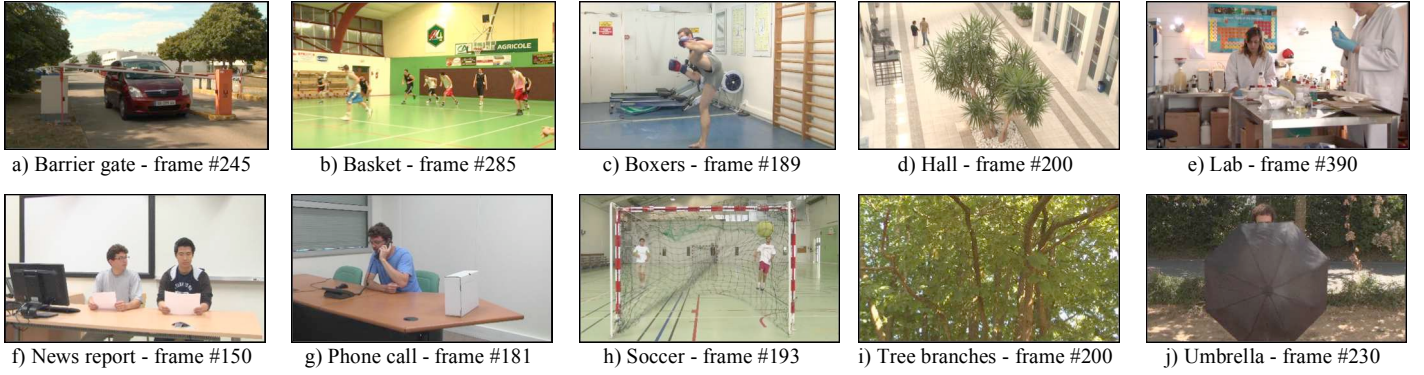 AGRICOLE
a) Barrier gate - frame #245
b) Basket - frame #285
c) Boxers - frame #189
d) Hall - frame #200
e) Lab - frame #390
f) News report - frame #150
g) Phone call - frame #181
h) Soccer - frame #193
i) Tree branches - frame #200
j) Umbrella - frame #230